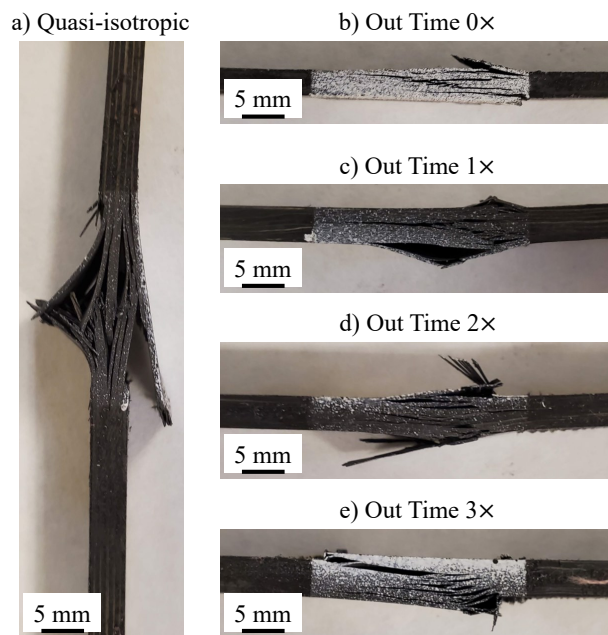 a) Quasi-isotropic
5 mm
b) Out Time 0×
5 mm
c) Out Time 1×
5 mm
d) Out Time 2×
5 mm
e) Out Time 3×
5 mm